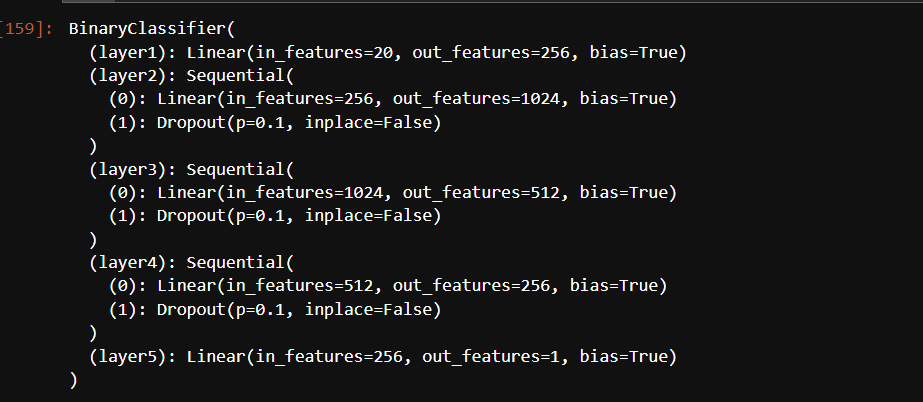 [159]: BinaryClassifier(
(layer1): Linear(in_features=20, out_features=256, bias=True)
(layer2): Sequential(
(0): Linear(in_features=256, out_features=1024, bias=True)
(1): Dropout(p=0.1, inplace=False)
)
(layer3): Sequential(
(0): Linear(in_features=1024, out_features=512, bias=True)
(1): Dropout(p=0.1, inplace=False)
)
(layer4): Sequential(
(0): Linear(in_features=512, out_features=256, bias=True)
(1): Dropout(p=0.1, inplace=False)
)
(layer5): Linear(in_features=256, out_features=1, bias=True)
)